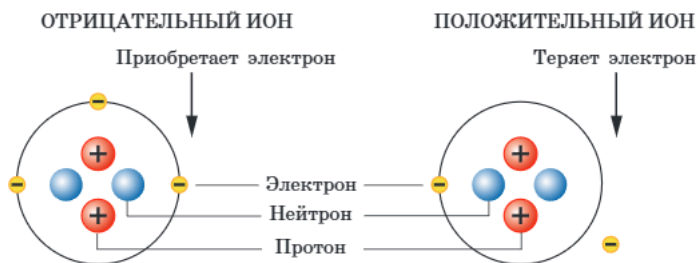 ОТРИЦАТЕЛЬНЫЙ ИОН
Приобретает электрон
ПОЛОЖИТЕЛЬНЫЙ ИОН
Теряет электрон
Электрон
Нейтрон
Протон